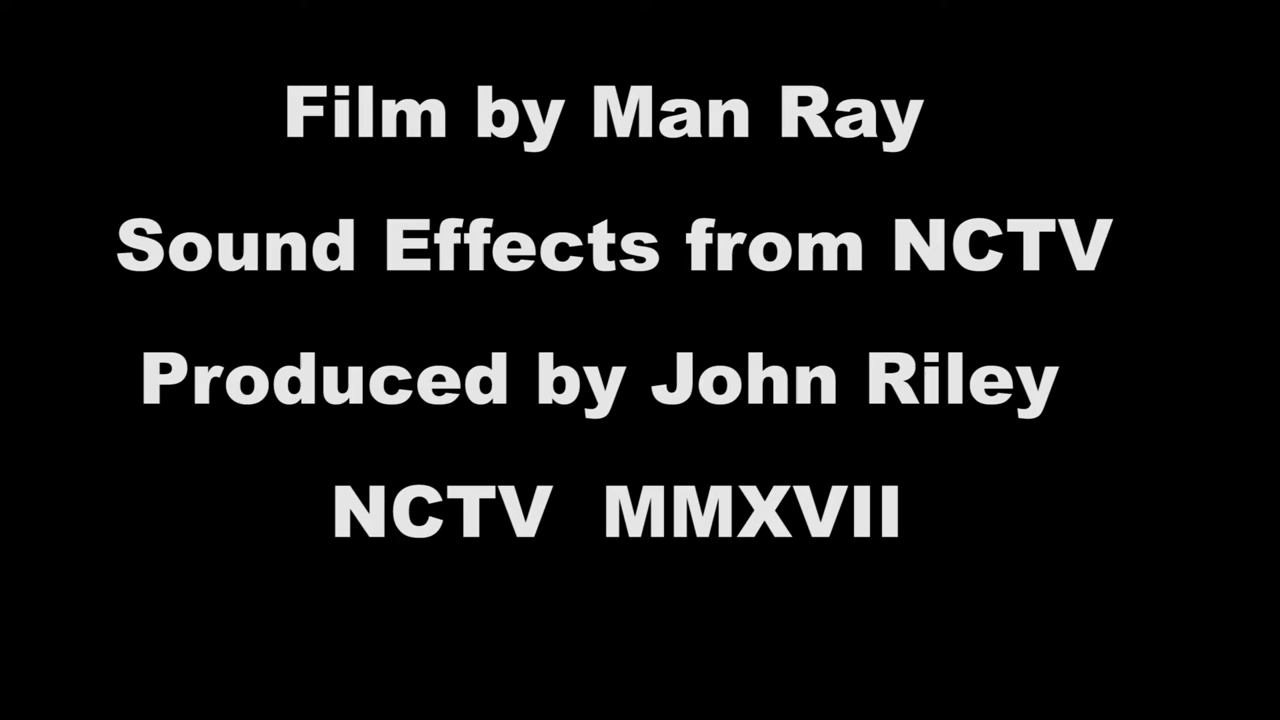 Film by Man Ray
Sound Effects from NCTV
Produced by John Riley
NCTV MMXVII